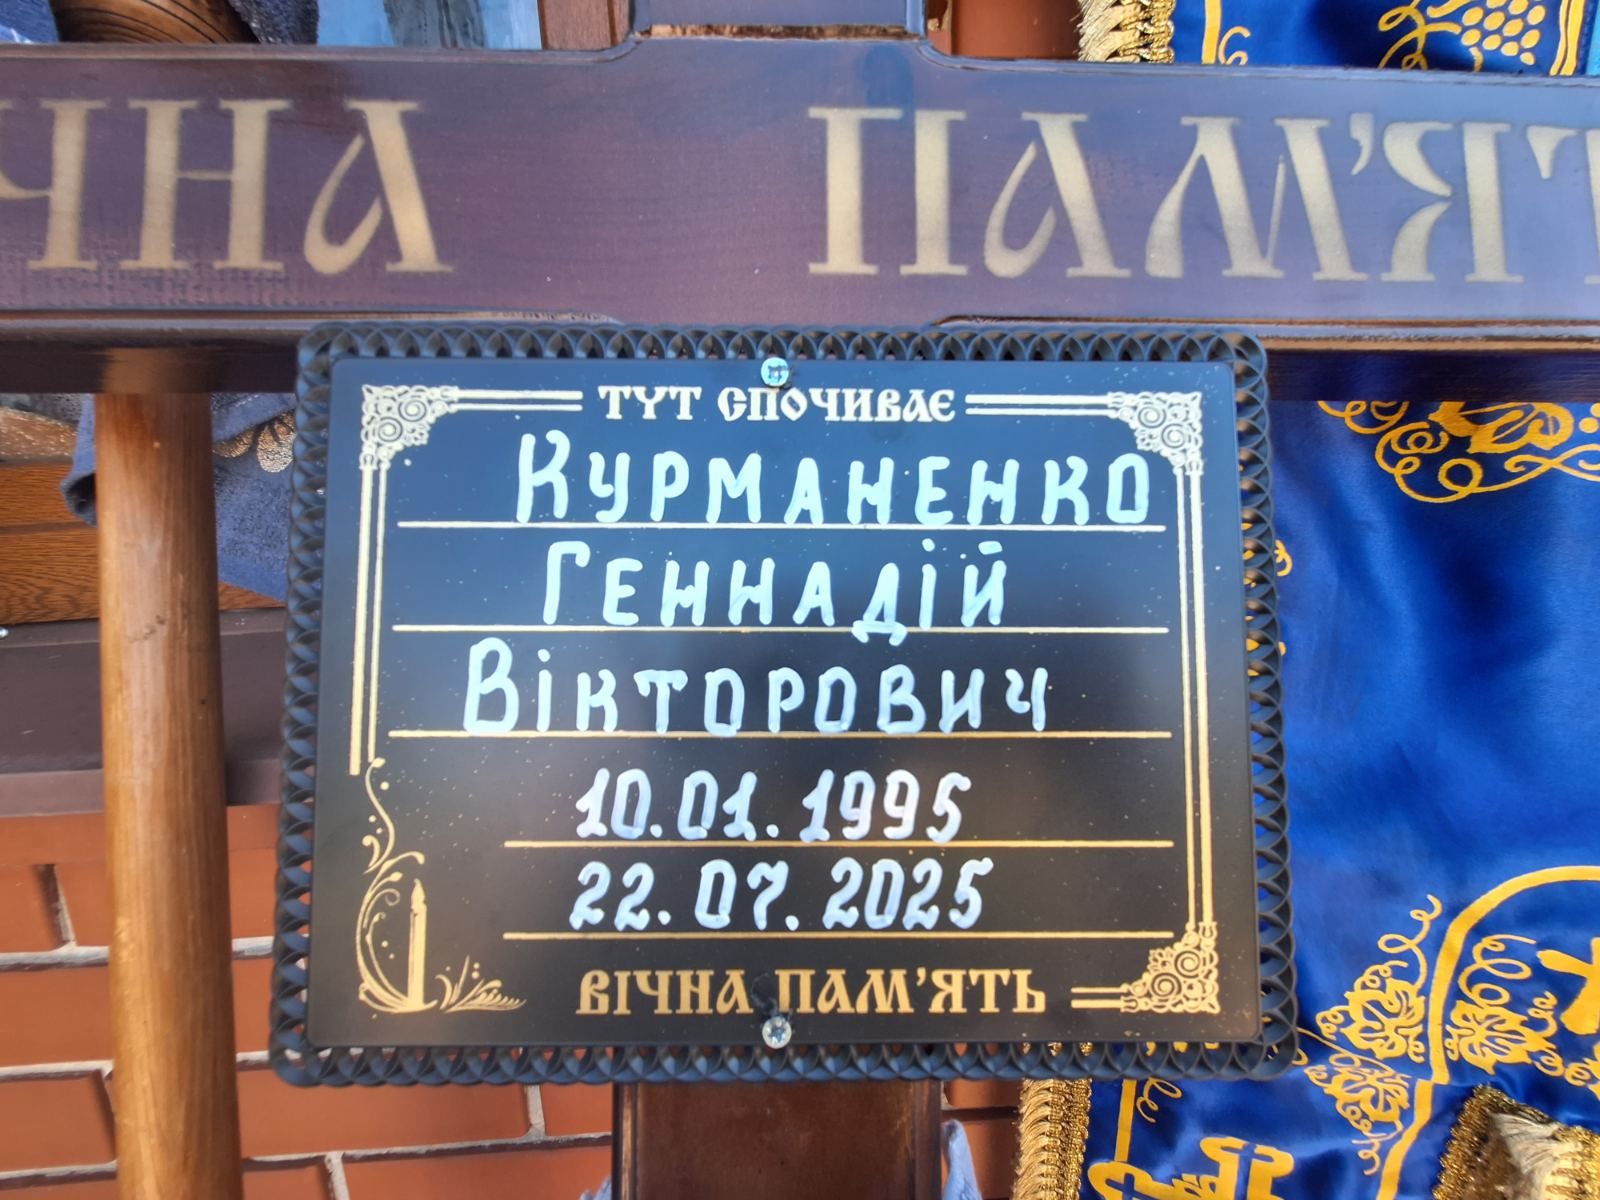 ЧНА ПАМ'ЯТ
ТУТ СПОЧИВАЄ
Курманенко
Геннадій
Вікторович
10.01.1995
22.07.2025
ВІЧНА ПАМ'ЯТЬ